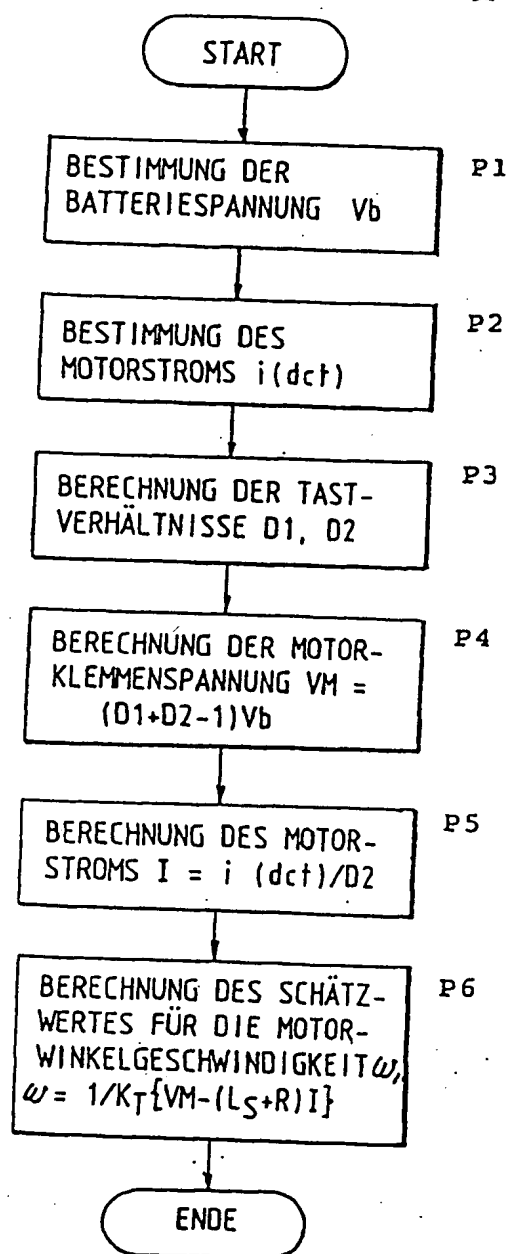 START
BESTIMMUNG DER
BATTERIESPANNUNG Vb
P1
BESTIMMUNG DES
MOTORSTROMS i(dct)
P2
BERECHNUNG DER TAST-
VERHÄLTNISSE D1, D2
P3
BERECHNUNG DER MOTOR-
KLEMMENSPANNUNG VM =
(D1+D2-1)Vb
P4
BERECHNUNG DES MOTOR-
STROMS I = i (dct)/D2
P5
BERECHNUNG DES SCHÄTZ-
WERTES FÜR DIE MOTOR-
WINKELGESCHWINDIGKEIT ω,
ω = 1/KT{VM-(LS+R)I}
P6
ENDE